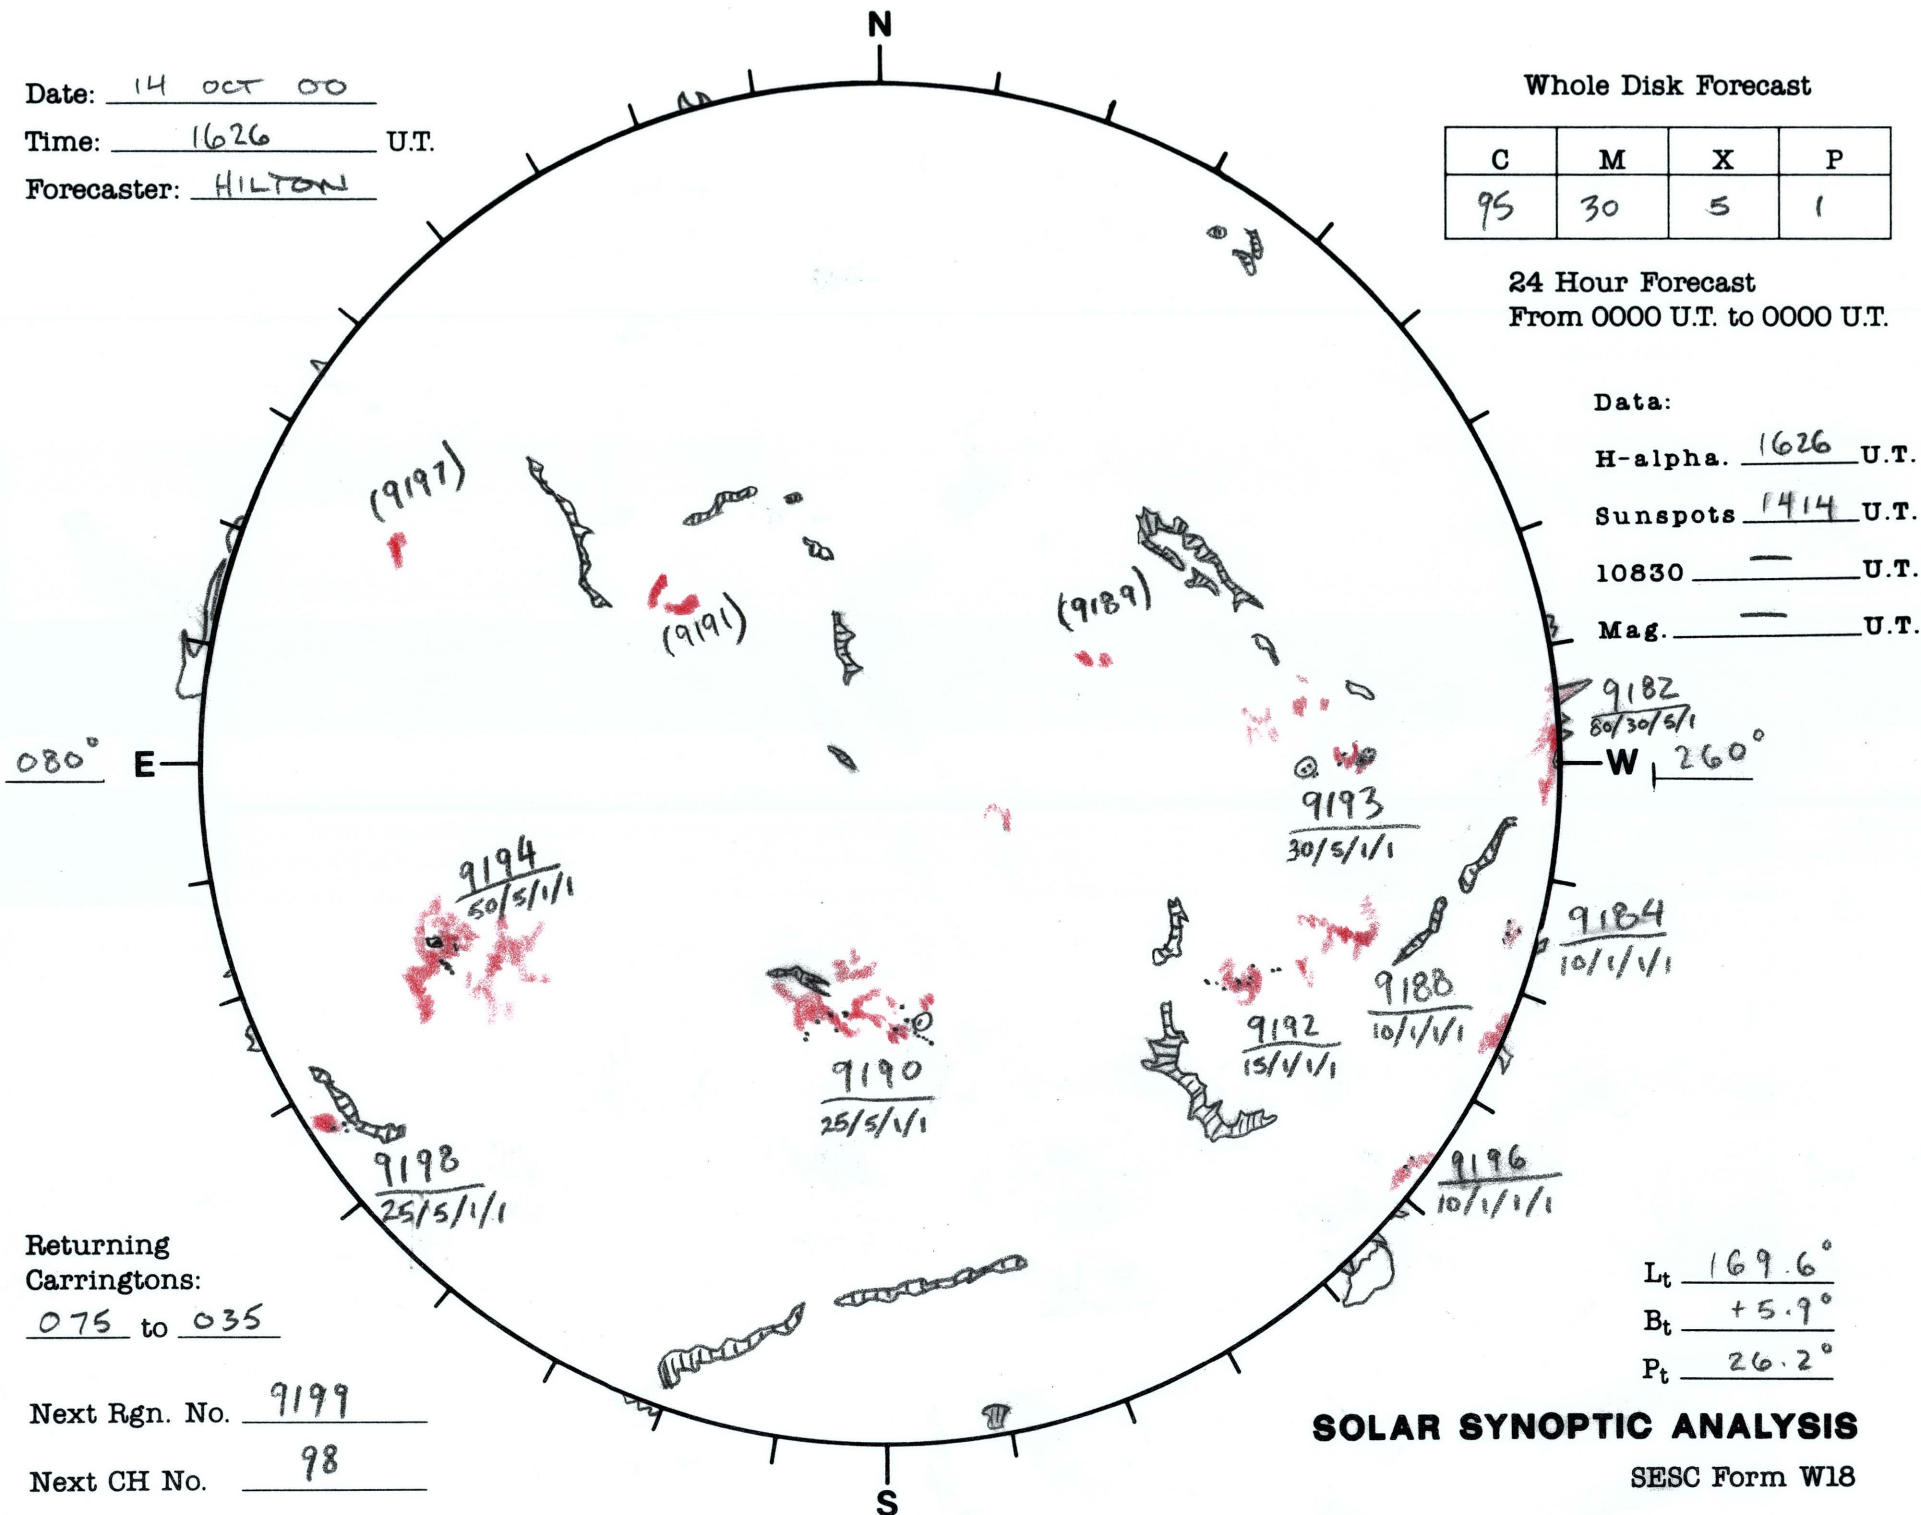 N
Date: 14 OCT 00
Time: 1626 U.T.
Forecaster: HILTON
Whole Disk Forecast
C M X P
95 30 5 1
24 Hour Forecast
From 0000 U.T. to 0000 U.T.
Data:
H-alpha. 1626 U.T.
Sunspots 1414 U.T.
10830 — U.T.
Mag. — U.T.
(9197)
(9191)
(9189)
9182
80/30/5/1
080° E
W 260°
9193
30/5/1/1
9194
50/5/1/1
9184
10/1/1/1
9188
10/1/1/1
9192
15/1/1/1
9190
25/5/1/1
9198
25/5/1/1
9196
10/1/1/1
Returning
Carringtons:
075 to 035
Next Rgn. No. 9199
Next CH No. 98
Lt 169.6°
Bt +5.9°
Pt 26.2°
SOLAR SYNOPTIC ANALYSIS
SESC Form W18
S